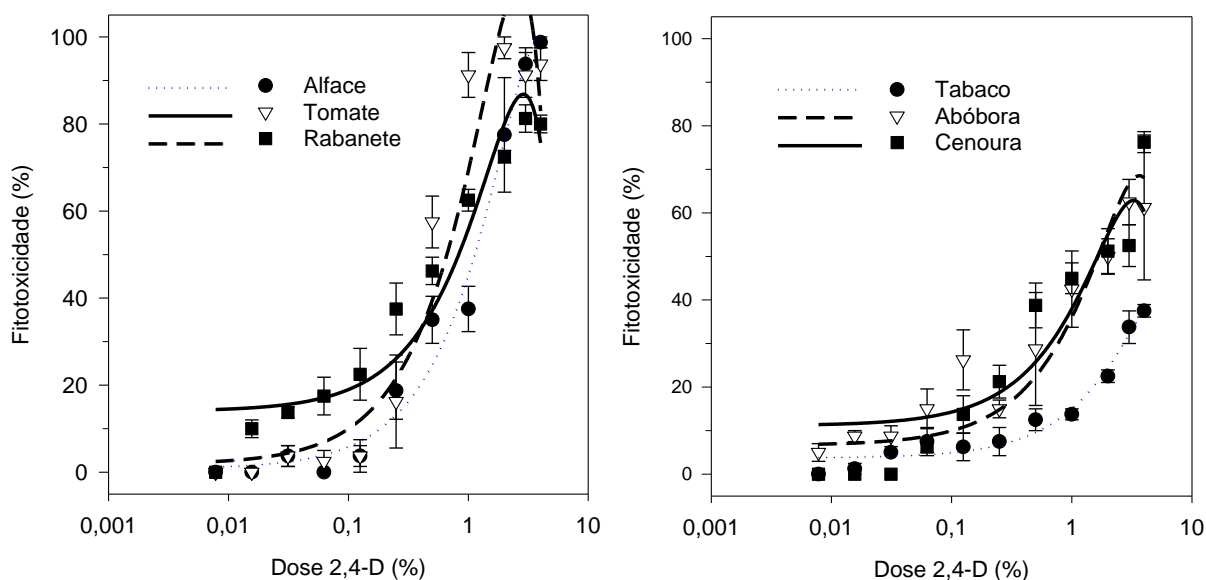 Fitotoxicidade (%)
100
80
60
40
20
0
Alface
Tomate
Rabanete
0,001
0,01
0,1
1
10
Dose 2,4-D (%)
Fitotoxicidade (%)
100
80
60
40
20
0
Tabaco
Abóbora
Cenoura
0,001
0,01
0,1
1
10
Dose 2,4-D (%)